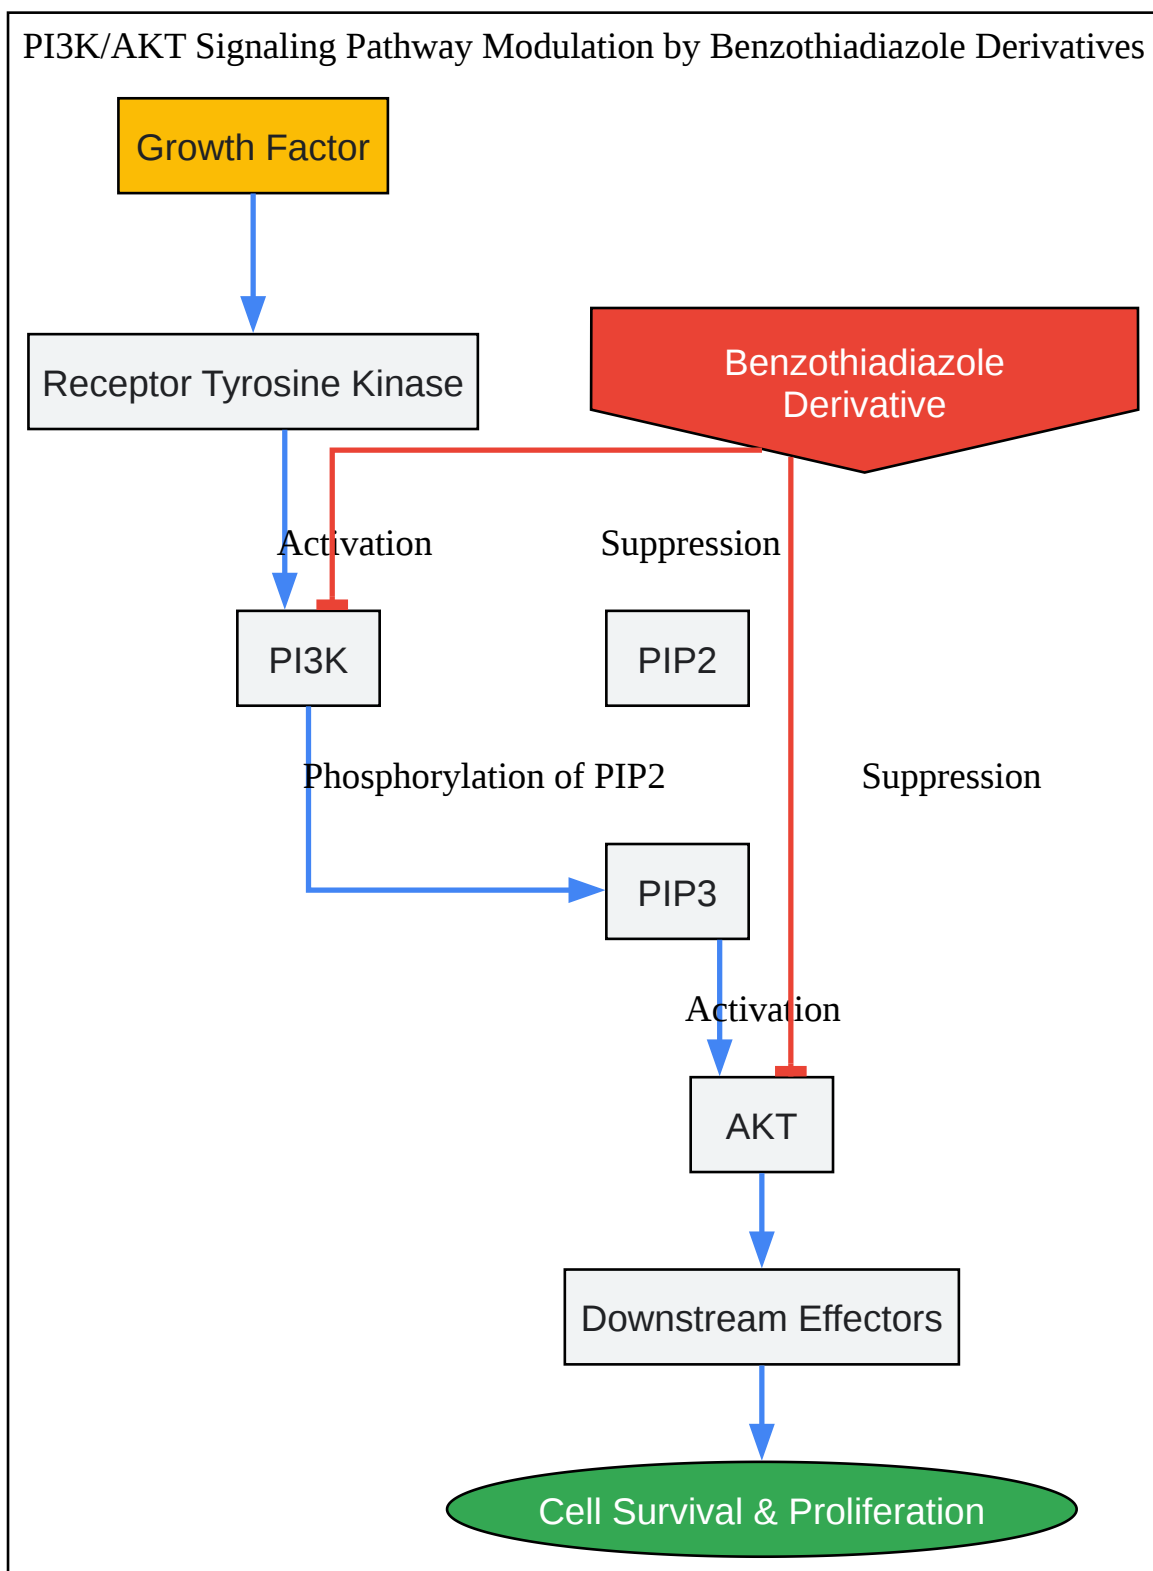 PI3K/AKT Signaling Pathway Modulation by Benzothiadiazole Derivatives
Growth Factor
Receptor Tyrosine Kinase
Benzothiadiazole
Derivative
Activation
Suppression
PI3K
PIP2
Phosphorylation of PIP2
Suppression
PIP3
Activation
AKT
Downstream Effectors
Cell Survival & Proliferation